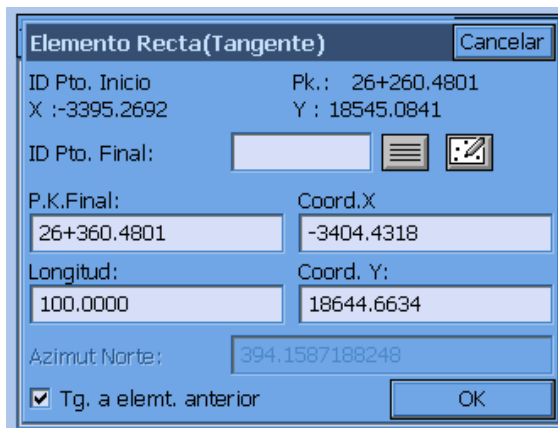 Elemento Recta(Tangente) Cancelar
ID Pto. Inicio Pk.: 26+260.4801
X :-3395.2692 Y : 18545.0841
ID Pto. Final:
P.K.Final: Coord.X
26+360.4801 -3404.4318
Longitud: Coord. Y:
100.0000 18644.6634
Azimut Norte: 394.1587188248
Tg. a elemt. anterior OK